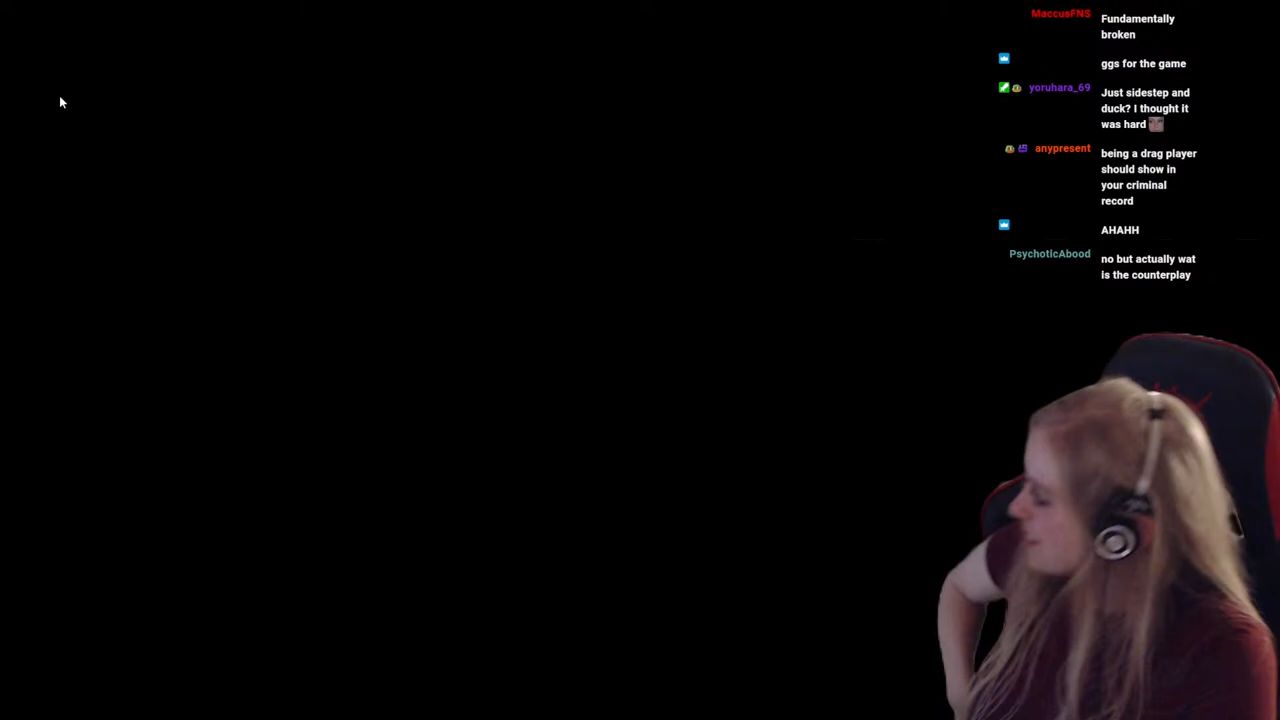 MaccusFNS
Fundamentally
broken
ggs for the game
yoruhara_69
Just sidestep and
duck? I thought it
was hard
anypresent
being a drag player
should show in
your criminal
record
AHAHH
PsychoticAbood
no but actually wat
is the counterplay